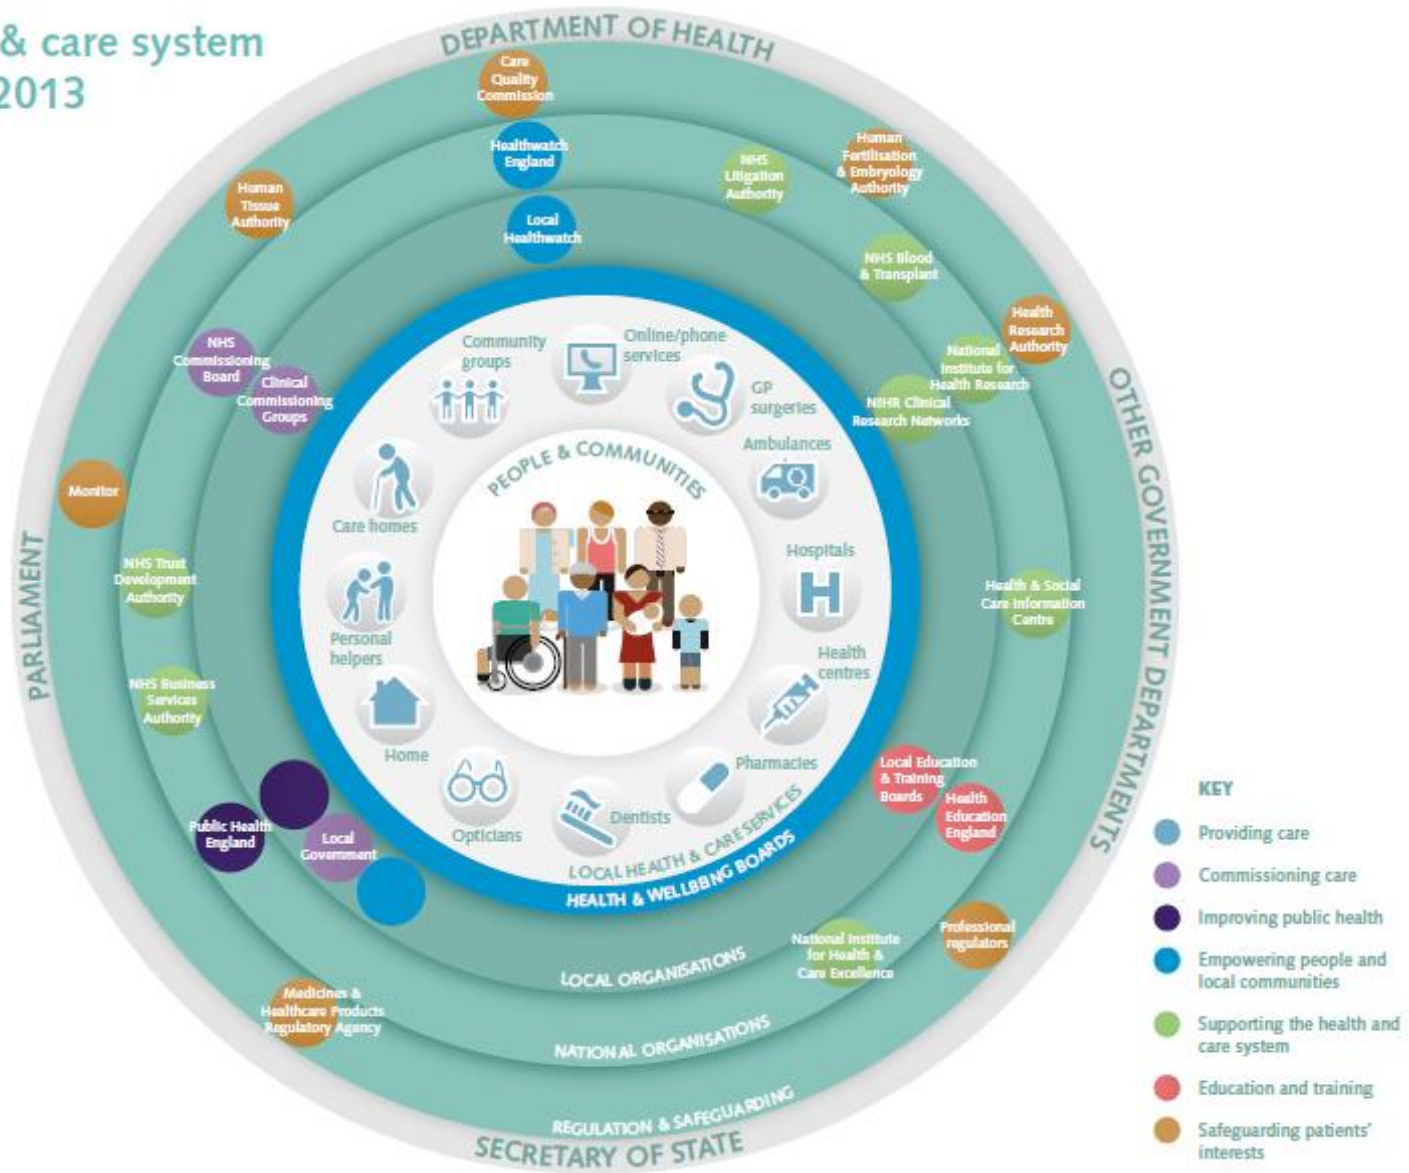 & care system
2013
DEPARTMENT OF HEALTH
Care
Quality
Commission
Healthwatch
England
Local
Healthwatch
NHS
Litigation
Authority
Human
Fertilisation
& Embryology
Authority
Human
Tissue
Authority
NHS Blood
& Transplant
Health
Research
Authority
National
Institute for
Health Research
NIHR Clinical
Research Networks
NHS
Commissioning
Board
Clinical
Commissioning
Groups
Community
groups
Online/phone
services
GP
surgeries
Ambulances
PEOPLE & COMMUNITIES
Care homes
Hospitals
H
Personal
helpers
Health
centres
Home
Pharmacies
Opticians
Dentists
LOCAL HEALTH & CARE SERVICES
HEALTH & WELLBBNG BOARDS
Monitor
NHS Trust
Development
Authority
NHS Business
Services
Authority
Health & Social
Care Information
Centre
OTHER GOVERNMENT DEPARTMENTS
PARLIAMENT
Local Education
& Training
Boards
Health
Education
England
Public Health
England
Local
Government
Professional
regulators
National Institute
for Health &
Care Excellence
Medicines &
Healthcare Products
Regulatory Agency
LOCAL ORGANISATIONS
NATIONAL ORGANISATIONS
REGULATION & SAFEGUARDING
SECRETARY OF STATE
KEY
Providing care
Commissioning care
Improving public health
Empowering people and
local communities
Supporting the health and
care system
Education and training
Safeguarding patients'
interests